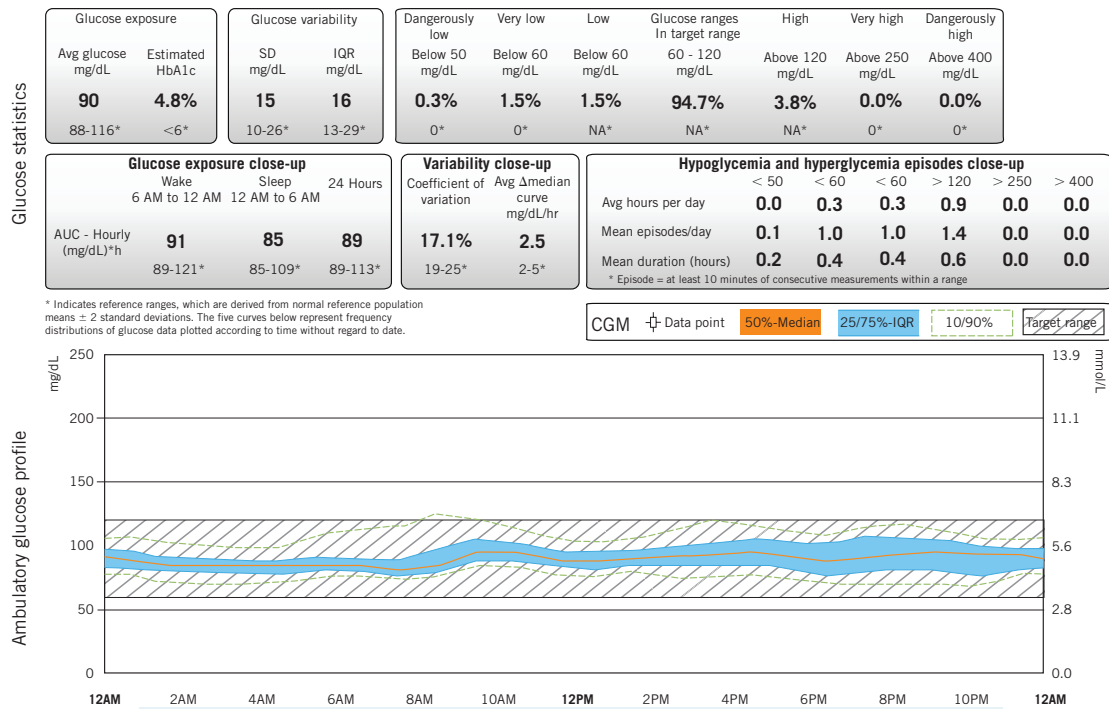 Glucose statistics
Glucose exposure
Avg glucose mg/dL
Estimated HbA1c
90 4.8%
88-116* <6*
Glucose variability
SD mg/dL
IQR mg/dL
15 16
10-26* 13-29*
Dangerously low
Very low
Low
Glucose ranges In target range
High
Very high
Dangerously high
Below 50 mg/dL
Below 60 mg/dL
Below 60 mg/dL
60 - 120 mg/dL
Above 120 mg/dL
Above 250 mg/dL
Above 400 mg/dL
0.3% 1.5% 1.5% 94.7% 3.8% 0.0% 0.0%
0* 0* NA* NA* NA* 0* 0*
Glucose exposure close-up
Wake 6 AM to 12 AM
Sleep 12 AM to 6 AM
24 Hours
AUC - Hourly (mg/dL)*h
91 85 89
89-121* 85-109* 89-113*
Variability close-up
Coefficient of variation
Avg Δmedian curve mg/dL/hr
17.1% 2.5
19-25* 2-5*
Hypoglycemia and hyperglycemia episodes close-up
< 50 < 60 < 60 > 120 > 250 > 400
Avg hours per day 0.0 0.3 0.3 0.9 0.0 0.0
Mean episodes/day 0.1 1.0 1.0 1.4 0.0 0.0
Mean duration (hours) 0.2 0.4 0.4 0.6 0.0 0.0
* Episode = at least 10 minutes of consecutive measurements within a range
* Indicates reference ranges, which are derived from normal reference population
means ± 2 standard deviations. The five curves below represent frequency
distributions of glucose data plotted according to time without regard to date.
CGM Data point 50%-Median 25/75%-IQR 10/90% Target range
Ambulatory glucose profile
mg/dL
250
200
150
100
50
0
mmol/L
13.9
11.1
8.3
5.6
2.8
0.0
12AM 2AM 4AM 6AM 8AM 10AM 12PM 2PM 4PM 6PM 8PM 10PM 12AM